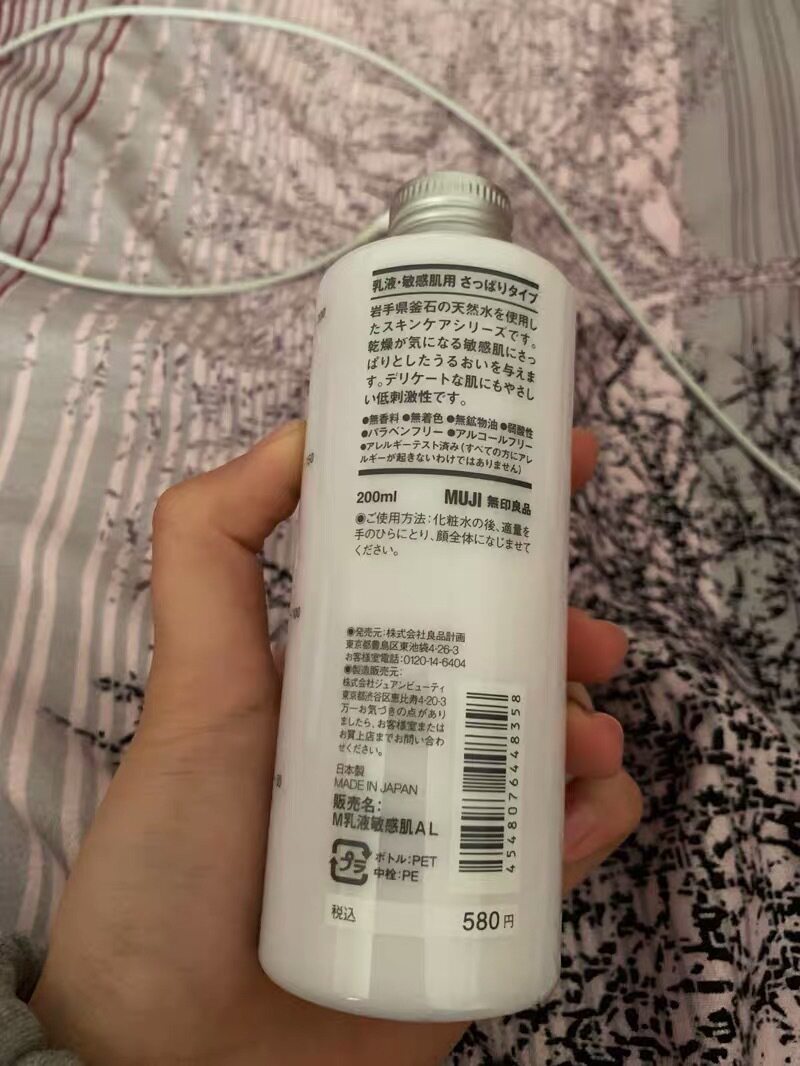 乳液・敏感肌用 さっぱりタイプ
岩手県釜石の天然水を使用し
たスキンケアシリーズです。
乾燥が気になる敏感肌にさっ
ぱりとしたうるおいを与えま
す。デリケートな肌にもやさし
い低刺激性です。
●無香料 ●無着色 ●無鉱物油 ●弱酸性
●パラベンフリー ●アルコールフリー
●アレルギーテスト済み(すべての方にアレ
ルギーが起きないわけではありません)
200ml MUJI 無印良品
◉ご使用方法:化粧水の後、適量を
手のひらにとり、顔全体になじませて
ください。
◉発売元:株式会社良品計画
東京都豊島区東池袋4-26-3
お客様室電話:0120-14-6404
◉製造販売元:
株式会社ジュアンビューティ
東京都渋谷区恵比寿4-20-3
万一お気づきの点があり
ましたら、お客様室または
お買上店までお問い合わ
せください。
日本製
MADE IN JAPAN
販売名:
M乳液敏感肌AL
プラ
ボトル:PET
中栓:PE
4548076448358
税込 580円